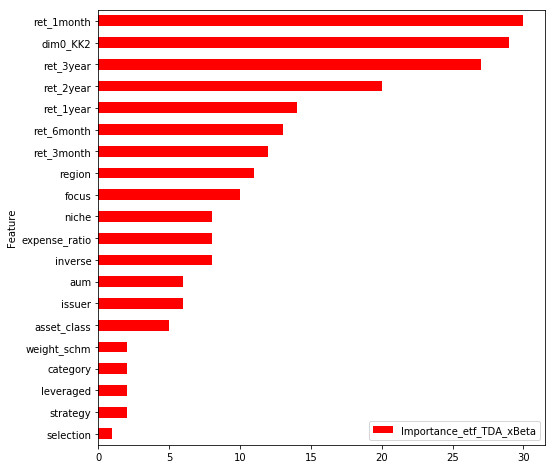 ret_1month
dim0_KK2
ret_3year
ret_2year
ret_1year
ret_6month
ret_3month
region
focus
niche
expense_ratio
inverse
aum
issuer
asset_class
weight_schm
category
leveraged
strategy
selection
Feature
Importance_etf_TDA_xBeta
0 5 10 15 20 25 30